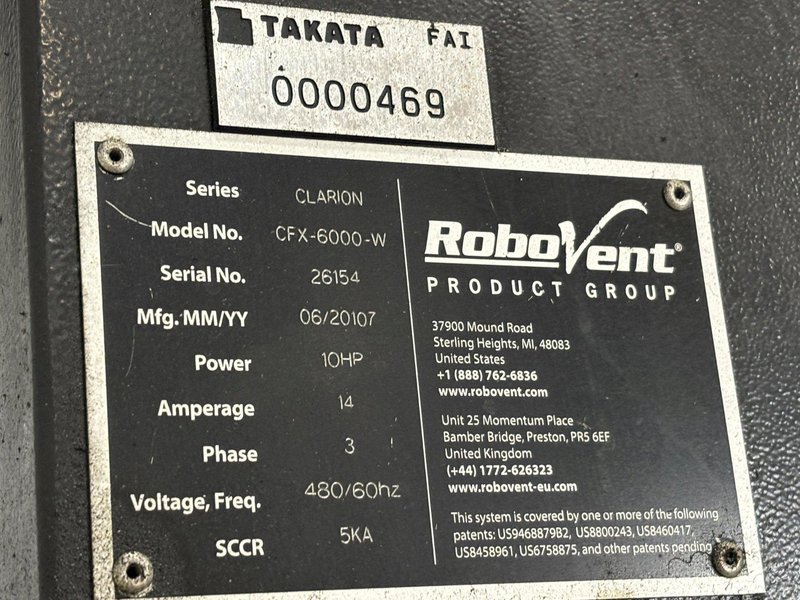 TAKATA FAI
0000469
Series CLARION
Model No. CFX-6000-W
Serial No. 26154
Mfg. MM/YY 06/20107
Power 10HP
Amperage 14
Phase 3
Voltage, Freq. 480/60hz
SCCR 5KA
RoboVent®
PRODUCT GROUP
37900 Mound Road
Sterling Heights, MI, 48083
United States
+1 (888) 762-6836
www.robovent.com
Unit 25 Momentum Place
Bamber Bridge, Preston, PR5 6EF
United Kingdom
(+44) 1772-626323
www.robovent-eu.com
This system is covered by one or more of the following
patents: US9468879B2, US8800243, US8460417,
US8458961, US6758875, and other patents pending